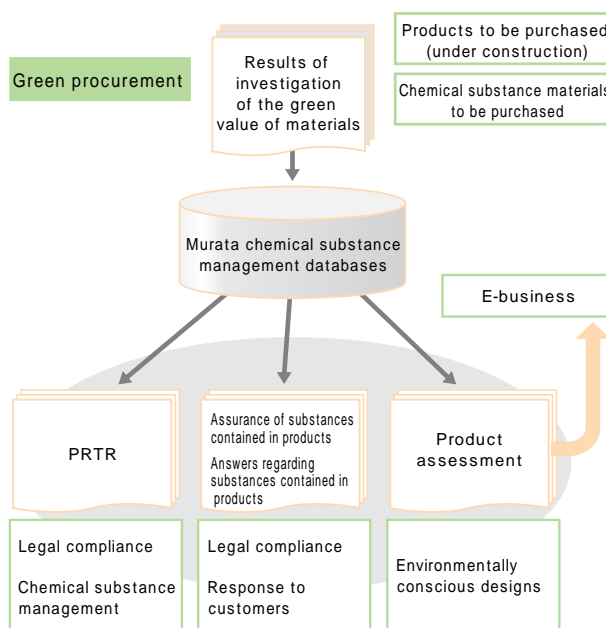 Products to be purchased
(under construction)
Green procurement
Results of
investigation
of the green
value of materials
Chemical substance materials
to be purchased
Murata chemical substance
management databases
E-business
PRTR
Assurance of substances
contained in products
Answers regarding
substances contained in
products
Product
assessment
Legal compliance
Chemical substance
management
Legal compliance
Response to
customers
Environmentally
conscious designs